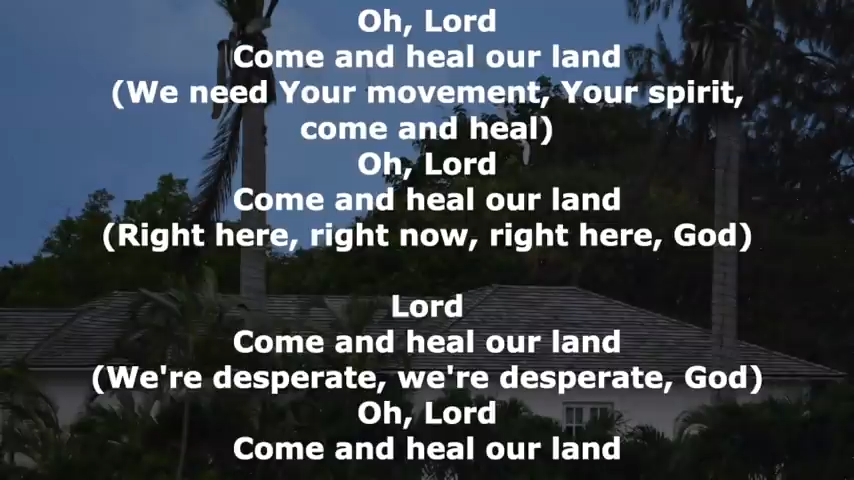 Oh, Lord
Come and heal our land
(We need Your movement, Your spirit,
come and heal)
Oh, Lord
Come and heal our land
(Right here, right now, right here, God)
Lord
Come and heal our land
(We're desperate, we're desperate, God)
Oh, Lord
Come and heal our land